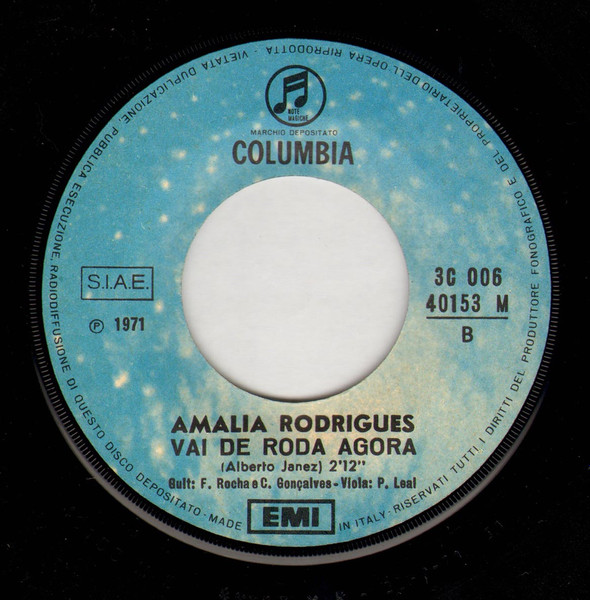 NOTE
MAGICHE
MARCHIO DEPOSITATO
COLUMBIA
S.I.A.E.
℗ 1971
3C 006
40153 M
B
AMALIA RODRIGUES
VAI DE RODA AGORA
(Alberto Janez) 2'12"
Guit: F. Rocha e C. Gonçalves - Viola: P. Leal
EMI
MADE IN ITALY - RISERVATI TUTTI I DIRITTI DEL PRODUTTORE FONOGRAFICO E DEL PROPRIETARIO DELL'OPERA RIPRODOTTA - VIETATA DUPLICAZIONE, PUBBLICA ESECUZIONE, RADIODIFFUSIONE DI QUESTO DISCO DEPOSITATO -